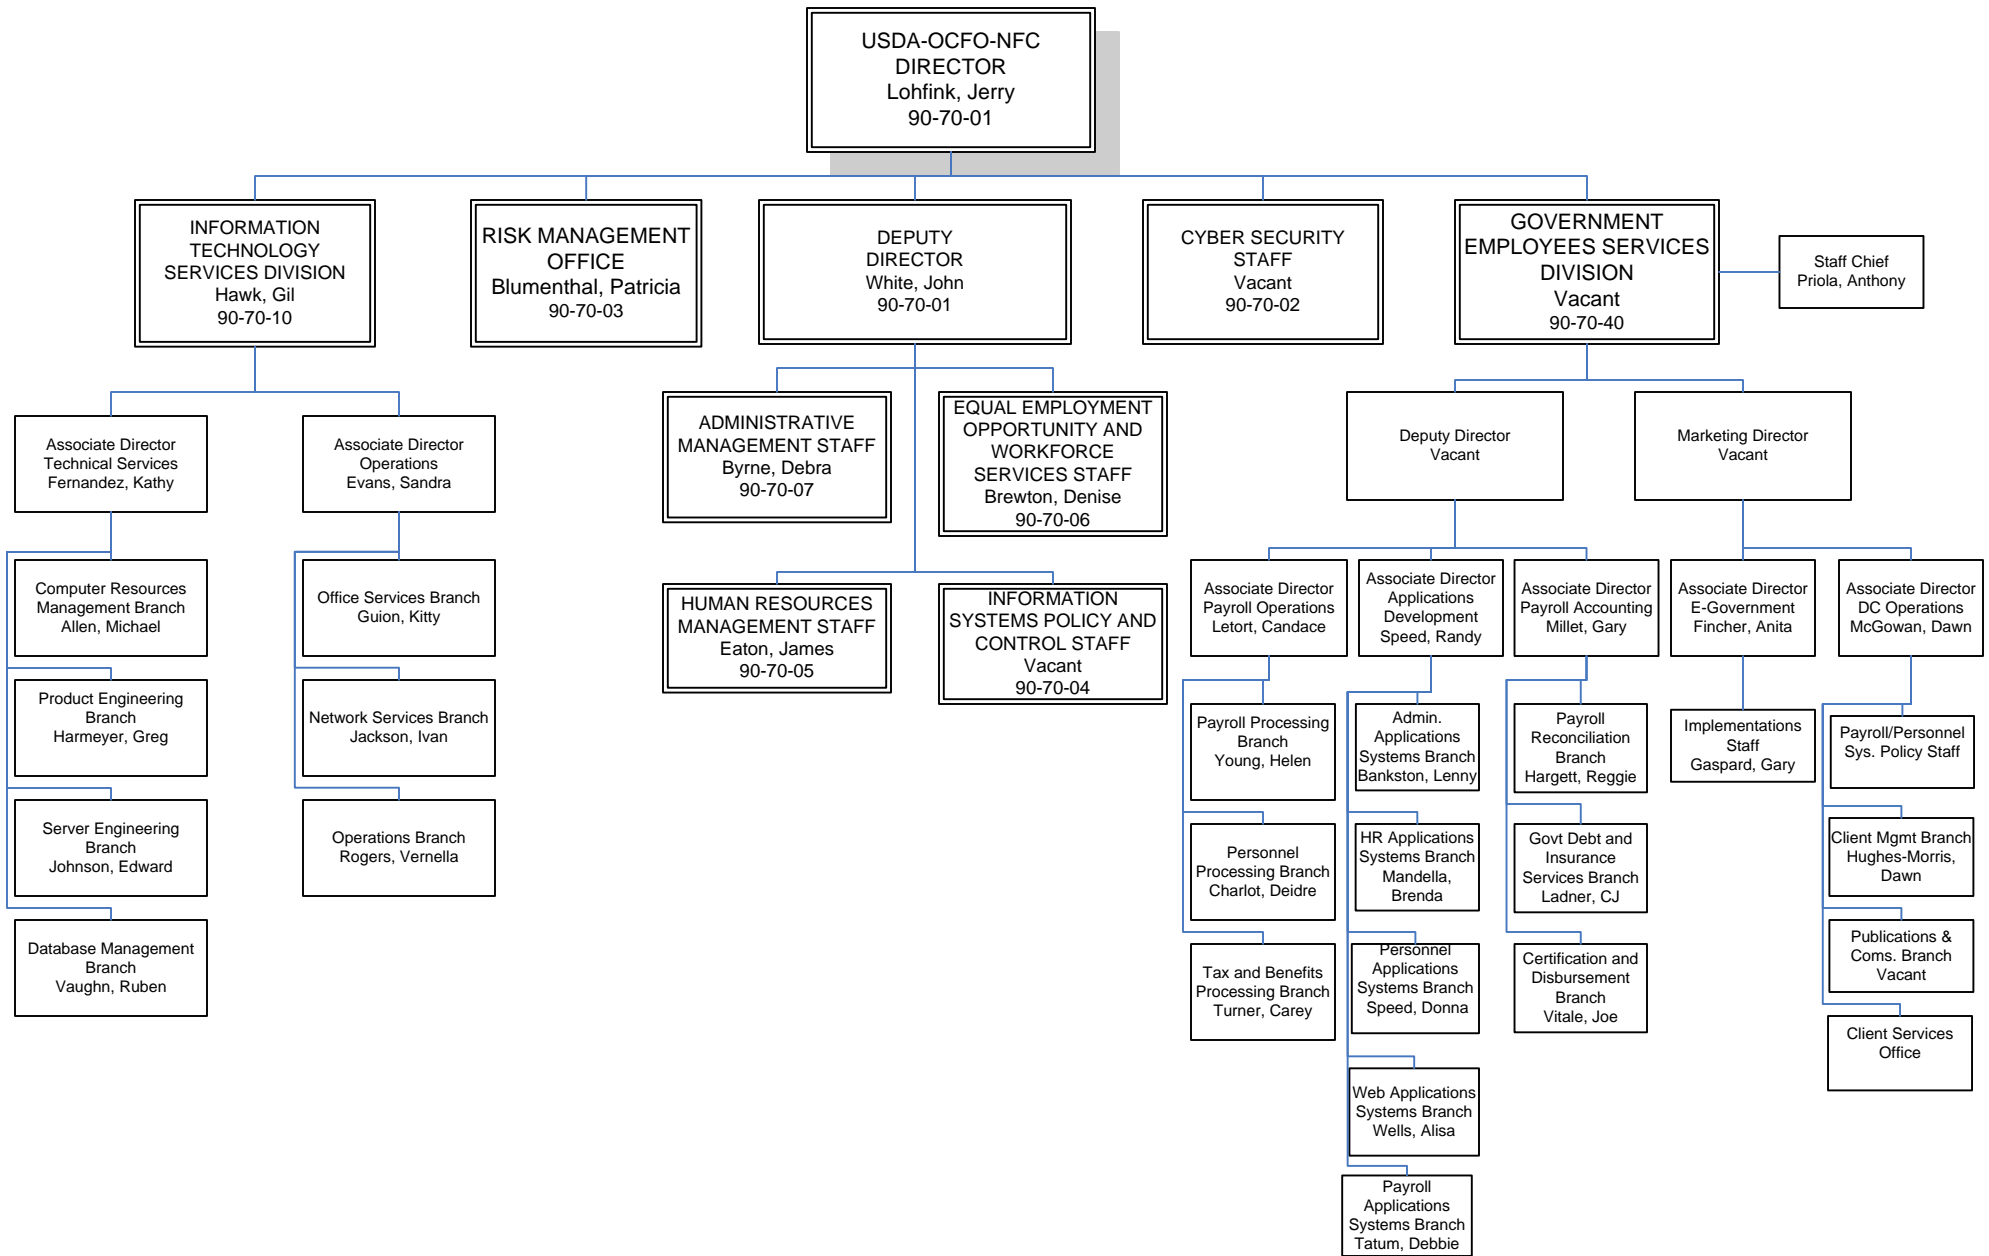 USDA-OCFO-NFC
DIRECTOR
Lohfink, Jerry
90-70-01
INFORMATION
TECHNOLOGY
SERVICES DIVISION
Hawk, Gil
90-70-10
RISK MANAGEMENT
OFFICE
Blumenthal, Patricia
90-70-03
DEPUTY
DIRECTOR
White, John
90-70-01
CYBER SECURITY
STAFF
Vacant
90-70-02
GOVERNMENT
EMPLOYEES SERVICES
DIVISION
Vacant
90-70-40
Staff Chief
Priola, Anthony
Associate Director
Technical Services
Fernandez, Kathy
Associate Director
Operations
Evans, Sandra
ADMINISTRATIVE
MANAGEMENT STAFF
Byrne, Debra
90-70-07
EQUAL EMPLOYMENT
OPPORTUNITY AND
WORKFORCE
SERVICES STAFF
Brewton, Denise
90-70-06
Deputy Director
Vacant
Marketing Director
Vacant
Computer Resources
Management Branch
Allen, Michael
Office Services Branch
Guion, Kitty
HUMAN RESOURCES
MANAGEMENT STAFF
Eaton, James
90-70-05
INFORMATION
SYSTEMS POLICY AND
CONTROL STAFF
Vacant
90-70-04
Associate Director
Payroll Operations
Letort, Candace
Associate Director
Applications
Development
Speed, Randy
Associate Director
Payroll Accounting
Millet, Gary
Associate Director
E-Government
Fincher, Anita
Associate Director
DC Operations
McGowan, Dawn
Product Engineering
Branch
Harmeyer, Greg
Network Services Branch
Jackson, Ivan
Payroll Processing
Branch
Young, Helen
Admin.
Applications
Systems Branch
Bankston, Lenny
Payroll
Reconciliation
Branch
Hargett, Reggie
Implementations
Staff
Gaspard, Gary
Payroll/Personnel
Sys. Policy Staff
Server Engineering
Branch
Johnson, Edward
Operations Branch
Rogers, Vernella
Personnel
Processing Branch
Charlot, Deidre
HR Applications
Systems Branch
Mandella,
Brenda
Govt Debt and
Insurance
Services Branch
Ladner, CJ
Client Mgmt Branch
Hughes-Morris,
Dawn
Database Management
Branch
Vaughn, Ruben
Tax and Benefits
Processing Branch
Turner, Carey
Personnel
Applications
Systems Branch
Speed, Donna
Certification and
Disbursement
Branch
Vitale, Joe
Publications &
Coms. Branch
Vacant
Client Services
Office
Web Applications
Systems Branch
Wells, Alisa
Payroll
Applications
Systems Branch
Tatum, Debbie